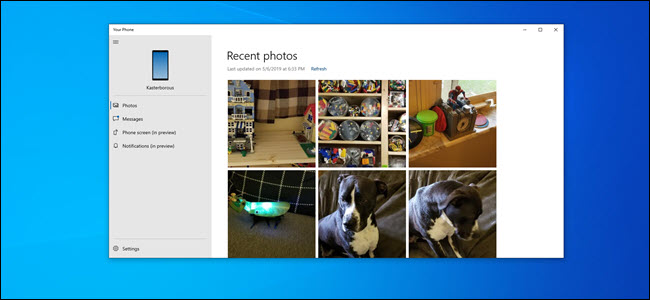 Your Phone
Recent photos
Last updated on 5/6/2019 at 6:33 PM Refresh
Kasterborous
Photos
Messages
Phone screen (in preview)
Notifications (in preview)
Settings